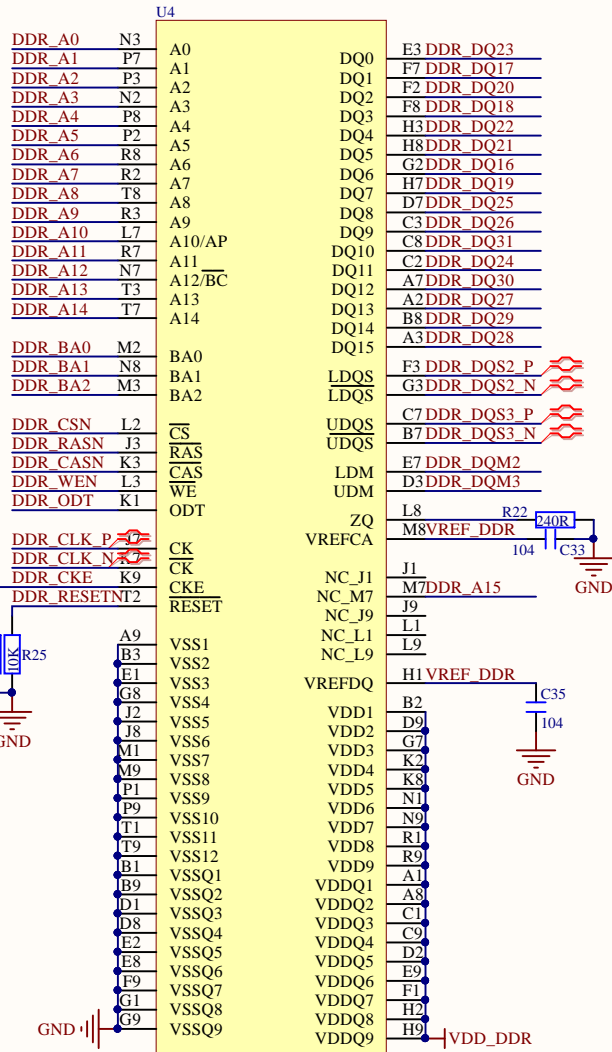 U4
DDR_A0 N3 A0
DDR_A1 P7 A1
DDR_A2 P3 A2
DDR_A3 N2 A3
DDR_A4 P8 A4
DDR_A5 P2 A5
DDR_A6 R8 A6
DDR_A7 R2 A7
DDR_A8 T8 A8
DDR_A9 R3 A9
DDR_A10 L7 A10/AP
DDR_A11 R7 A11
DDR_A12 N7 A12/BC
DDR_A13 T3 A13
DDR_A14 T7 A14
DDR_BA0 M2 BA0
DDR_BA1 N8 BA1
DDR_BA2 M3 BA2
DDR_CSN L2 CS
DDR_RASN J3 RAS
DDR_CASN K3 CAS
DDR_WEN L3 WE
DDR_ODT K1 ODT
DDR_CLK_P J7 CK
DDR_CLK_N K7 CK
DDR_CKE K9 CKE
DDR_RESETN T2 RESET
10K R25
GND
A9 VSS1
B3 VSS2
E1 VSS3
G8 VSS4
J2 VSS5
J8 VSS6
M1 VSS7
M9 VSS8
P1 VSS9
P9 VSS10
T1 VSS11
T9 VSS12
B1 VSSQ1
B9 VSSQ2
D1 VSSQ3
D8 VSSQ4
E2 VSSQ5
E8 VSSQ6
F9 VSSQ7
G1 VSSQ8
G9 VSSQ9
GND
DQ0 E3 DDR_DQ23
DQ1 F7 DDR_DQ17
DQ2 F2 DDR_DQ20
DQ3 F8 DDR_DQ18
DQ4 H3 DDR_DQ22
DQ5 H8 DDR_DQ21
DQ6 G2 DDR_DQ16
DQ7 H7 DDR_DQ19
DQ8 D7 DDR_DQ25
DQ9 C3 DDR_DQ26
DQ10 C8 DDR_DQ31
DQ11 C2 DDR_DQ24
DQ12 A7 DDR_DQ30
DQ13 A2 DDR_DQ27
DQ14 B8 DDR_DQ29
DQ15 A3 DDR_DQ28
LDQS F3 DDR_DQS2_P
LDQS G3 DDR_DQS2_N
UDQS C7 DDR_DQS3_P
UDQS B7 DDR_DQS3_N
LDM E7 DDR_DQM2
UDM D3 DDR_DQM3
ZQ L8 R22 240R
VREFCA M8 VREF_DDR
104 C33
GND
NC_J1 J1
NC_M7 M7 DDR_A15
NC_J9 J9
NC_L1 L1
NC_L9 L9
VREFDQ H1 VREF_DDR
C35
104
GND
VDD1 B2
VDD2 D9
VDD3 G7
VDD4 K2
VDD5 K8
VDD6 N1
VDD7 N9
VDD8 R1
VDD9 R9
VDDQ1 A1
VDDQ2 A8
VDDQ3 C1
VDDQ4 C9
VDDQ5 D2
VDDQ6 E9
VDDQ7 F1
VDDQ8 H2
VDDQ9 H9
VDD_DDR